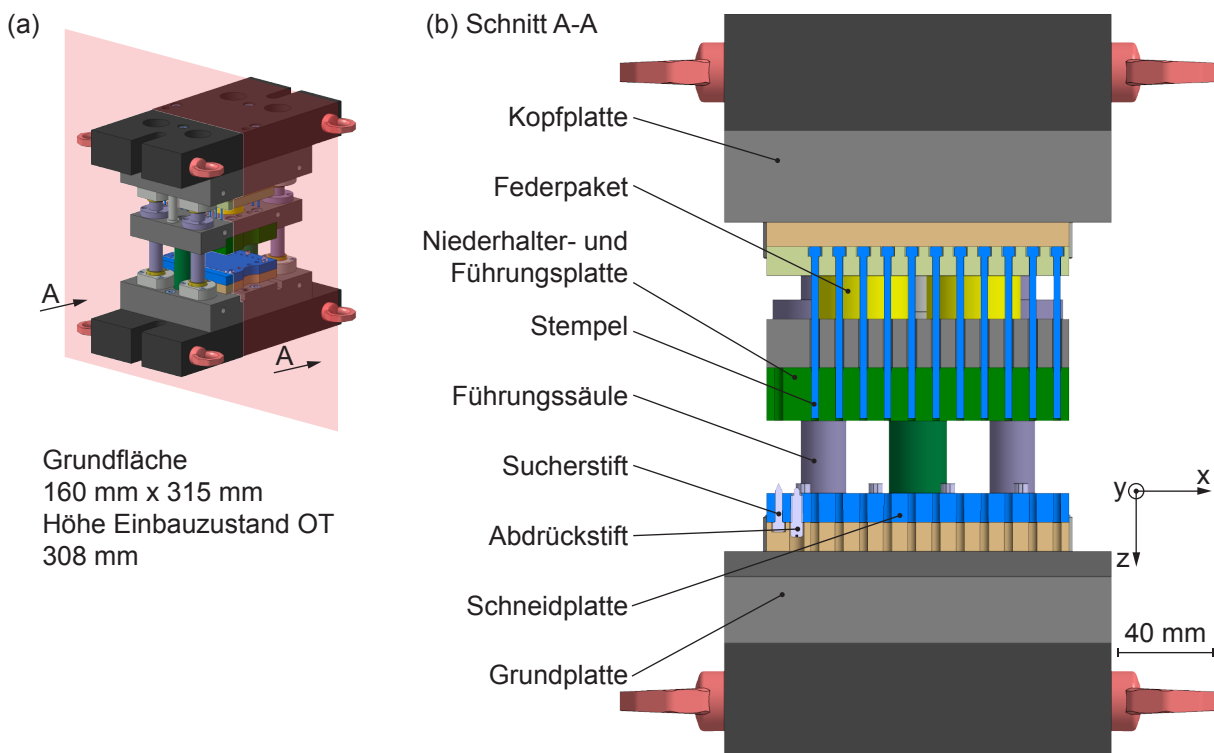 (a)
A
A
Grundfläche
160 mm x 315 mm
Höhe Einbauzustand OT
308 mm
(b) Schnitt A-A
Kopfplatte
Federpaket
Niederhalter- und
Führungsplatte
Stempel
Führungssäule
Sucherstift
Abdrückstift
Schneidplatte
Grundplatte
y
x
z
40 mm